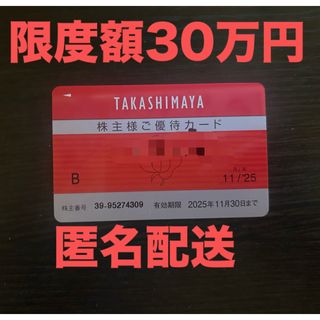 限度額30万円
TAKASHIMAYA
株主様ご優待カード
B
11/'25
株主番号 39-95274309 有効期限 2025年11月30日まで
匿名配送